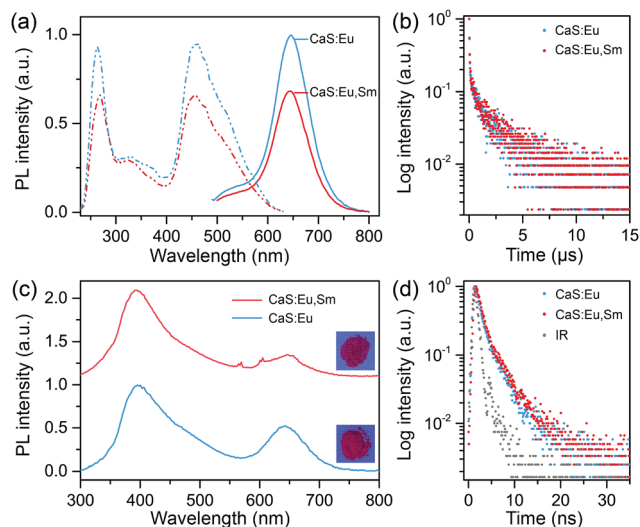 (a)
CaS:Eu
CaS:Eu,Sm
PL intensity (a.u.)
1.0
0.5
0.0
300 400 500 600 700 800
Wavelength (nm)
(b)
CaS:Eu
CaS:Eu,Sm
Log intensity (a.u.)
10⁰
10⁻¹
10⁻²
0 5 10 15
Time (µs)
(c)
CaS:Eu,Sm
CaS:Eu
PL intensity (a.u.)
2.0
1.5
1.0
0.5
0.0
300 400 500 600 700 800
Wavelength (nm)
(d)
CaS:Eu
CaS:Eu,Sm
IR
Log intensity (a.u.)
10⁰
10⁻¹
10⁻²
0 10 20 30
Time (ns)